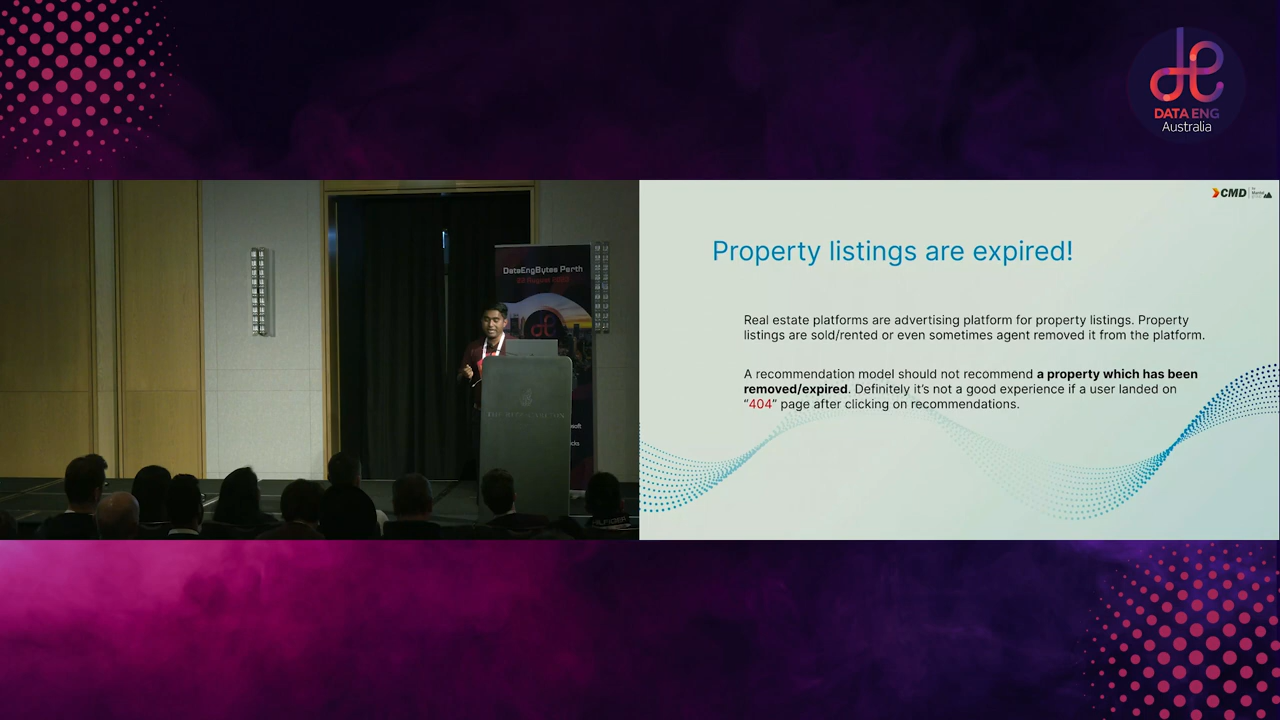 DATA ENG
Australia
CMD
Property listings are expired!
Real estate platforms are advertising platform for property listings. Property
listings are sold/rented or even sometimes agent removed it from the platform.
A recommendation model should not recommend a property which has been
removed/expired. Definitely it's not a good experience if a user landed on
“404” page after clicking on recommendations.
DataEngBytes Perth
THE RITZ-CARLTON